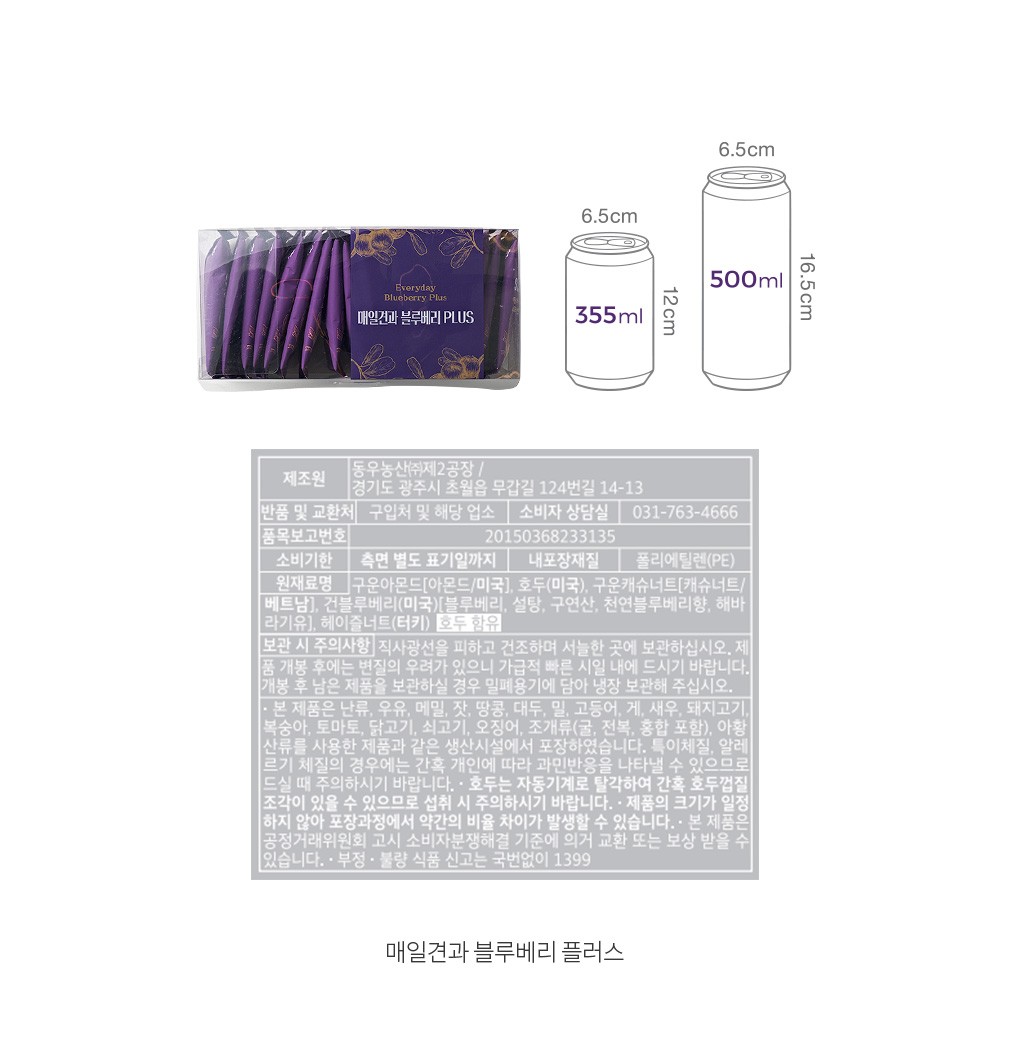 6.5cm
6.5cm
Everyday
Blueberry Plus
매일견과 블루베리 PLUS
355ml
12cm
500ml
16.5cm
제조원
동우농산㈜제2공장 /
경기도 광주시 초월읍 무갑길 124번길 14-13
반품 및 교환처 구입처 및 해당 업소 소비자 상담실 031-763-4666
품목보고번호 20150368233135
소비기한 측면 별도 표기일까지 내포장재질 폴리에틸렌(PE)
원재료명 구운아몬드[아몬드/미국], 호두(미국), 구운캐슈너트[캐슈너트/
베트남], 건블루베리(미국)[블루베리, 설탕, 구연산, 천연블루베리향, 해바
라기유], 헤이즐너트(터키) 호두 함유
보관 시 주의사항 직사광선을 피하고 건조하며 서늘한 곳에 보관하십시오. 제
품 개봉 후에는 변질의 우려가 있으니 가급적 빠른 시일 내에 드시기 바랍니다.
개봉 후 남은 제품을 보관하실 경우 밀폐용기에 담아 냉장 보관해 주십시오.
· 본 제품은 난류, 우유, 메밀, 잣, 땅콩, 대두, 밀, 고등어, 게, 새우, 돼지고기,
복숭아, 토마토, 닭고기, 쇠고기, 오징어, 조개류(굴, 전복, 홍합 포함), 아황
산류를 사용한 제품과 같은 생산시설에서 포장하였습니다. 특이체질, 알레
르기 체질의 경우에는 간혹 개인에 따라 과민반응을 나타낼 수 있으므로
드실 때 주의하시기 바랍니다. · 호두는 자동기계로 탈각하여 간혹 호두껍질
조각이 있을 수 있으므로 섭취 시 주의하시기 바랍니다. · 제품의 크기가 일정
하지 않아 포장과정에서 약간의 비율 차이가 발생할 수 있습니다. · 본 제품은
공정거래위원회 고시 소비자분쟁해결 기준에 의거 교환 또는 보상 받을 수
있습니다. · 부정 · 불량 식품 신고는 국번없이 1399
매일견과 블루베리 플러스